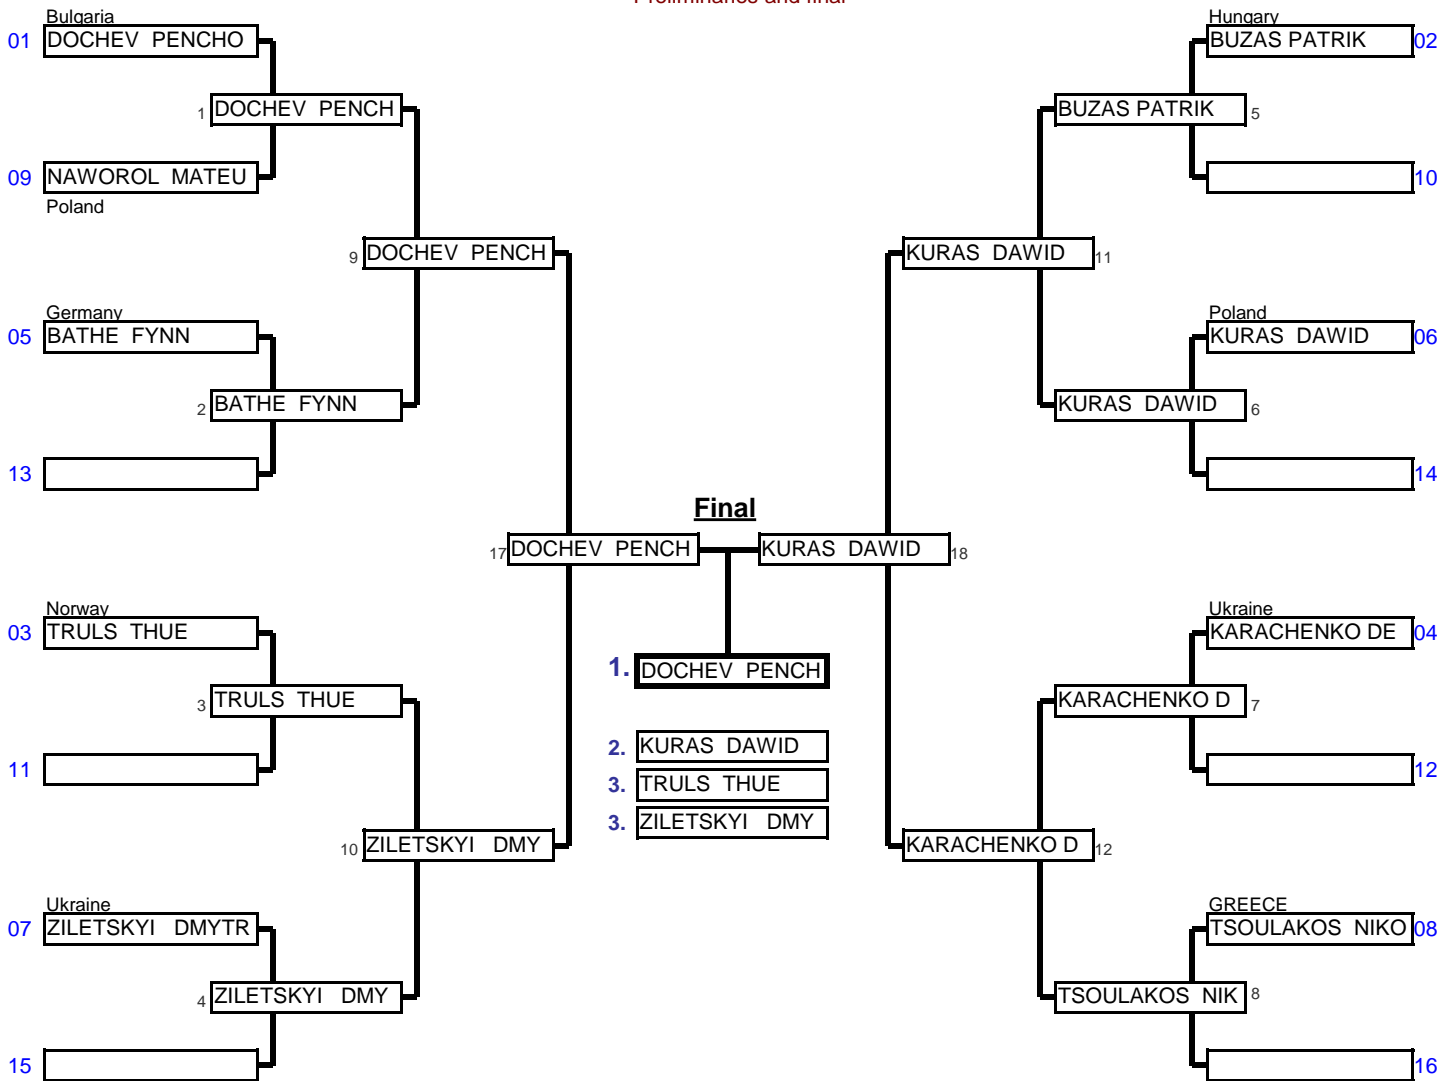 Preliminaries and final
Bulgaria
Hungary
01 DOCHEV PENCHO
BUZAS PATRIK 02
1 DOCHEV PENCH
BUZAS PATRIK 5
09 NAWOROL MATEU
10
Poland
9 DOCHEV PENCH
KURAS DAWID 11
Germany
Poland
05 BATHE FYNN
KURAS DAWID 06
2 BATHE FYNN
KURAS DAWID 6
13
14
Final
17 DOCHEV PENCH
KURAS DAWID 18
Norway
Ukraine
03 TRULS THUE
KARACHENKO DE 04
1. DOCHEV PENCH
3 TRULS THUE
KARACHENKO D 7
2. KURAS DAWID
11
12
3. TRULS THUE
3. ZILETSKYI DMY
10 ZILETSKYI DMY
KARACHENKO D 12
Ukraine
GREECE
07 ZILETSKYI DMYTR
TSOULAKOS NIKO 08
4 ZILETSKYI DMY
TSOULAKOS NIK 8
15
16